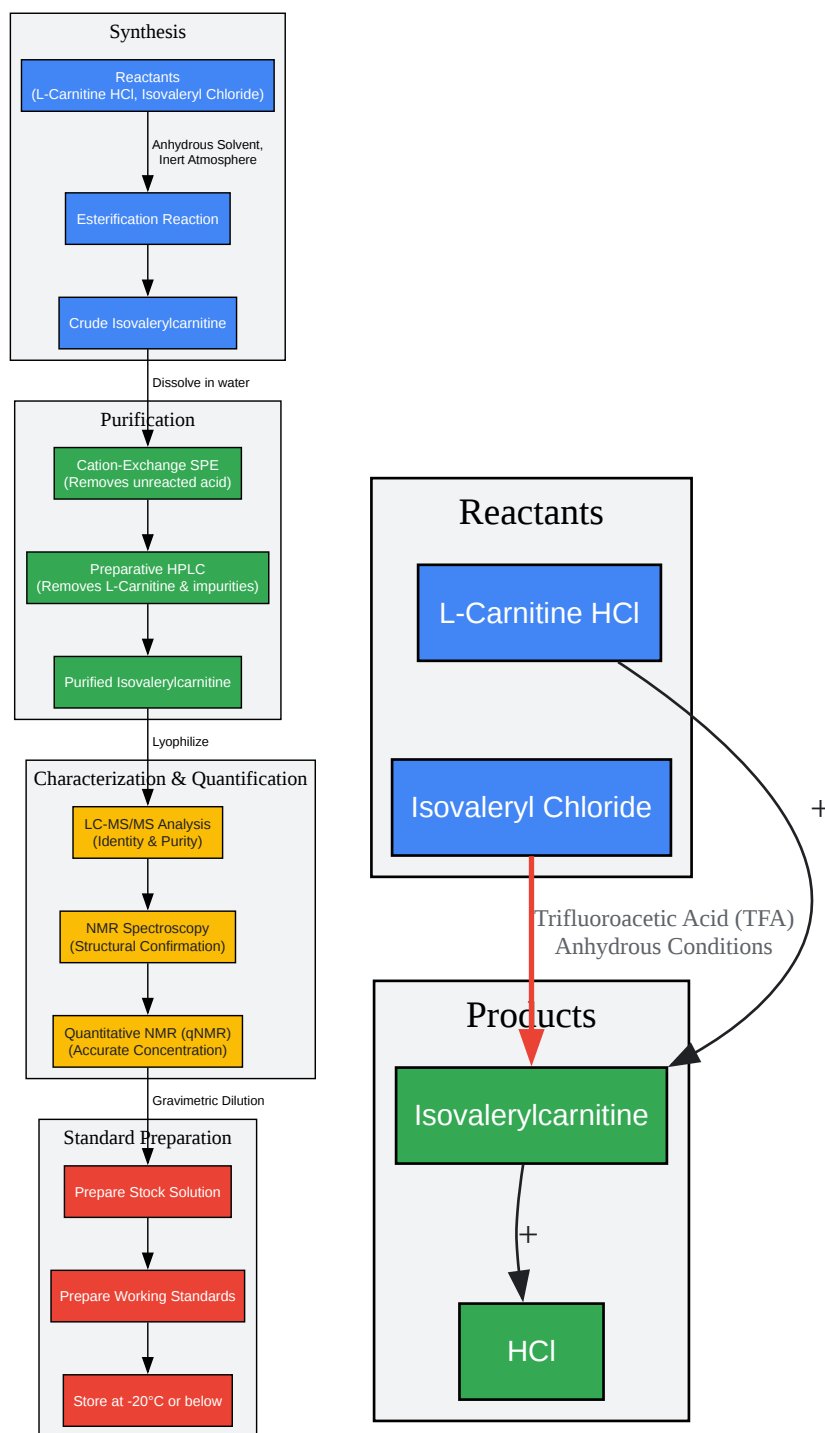 Synthesis
Reactants
(L-Carnitine HCl, Isovaleryl Chloride)
Anhydrous Solvent,
Inert Atmosphere
Esterification Reaction
Crude Isovalerylcarnitine
Dissolve in water
Purification
Cation-Exchange SPE
(Removes unreacted acid)
Preparative HPLC
(Removes L-Carnitine & impurities)
Purified Isovalerylcarnitine
Lyophilize
Characterization & Quantification
LC-MS/MS Analysis
(Identity & Purity)
NMR Spectroscopy
(Structural Confirmation)
Quantitative NMR (qNMR)
(Accurate Concentration)
Gravimetric Dilution
Standard Preparation
Prepare Stock Solution
Prepare Working Standards
Store at -20°C or below
Reactants
L-Carnitine HCl
Isovaleryl Chloride
+
Trifluoroacetic Acid (TFA)
Anhydrous Conditions
Products
Isovalerylcarnitine
+
HCl